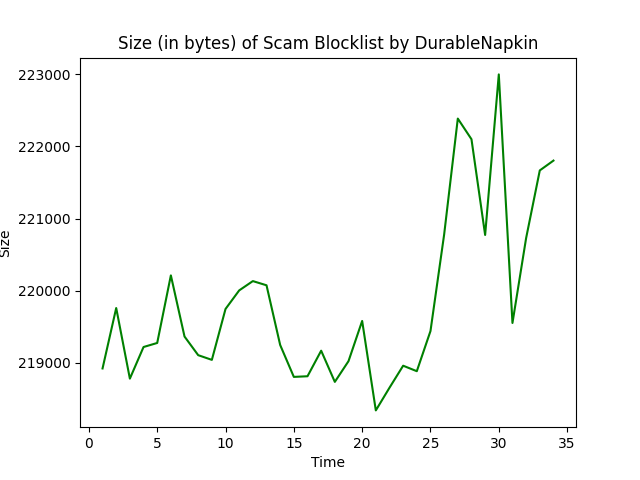 Size (in bytes) of Scam Blocklist by DurableNapkin
223000
222000
221000
220000
219000
Size
0 5 10 15 20 25 30 35
Time